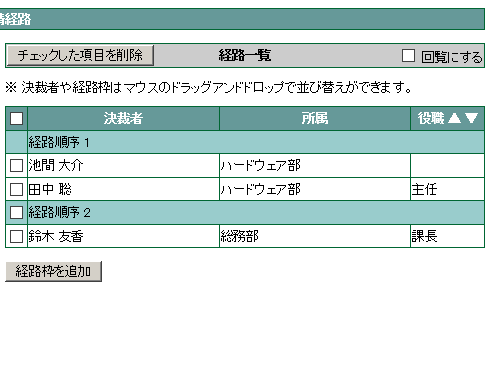 請経路
チェックした項目を削除 経路一覧 回覧にする
※ 決裁者や経路枠はマウスのドラッグアンドドロップで並び替えができます。
決裁者 所属 役職 ▲ ▼
経路順序 1
池間 大介 ハードウェア部
田中 聡 ハードウェア部 主任
経路順序 2
鈴木 友香 総務部 課長
経路枠を追加